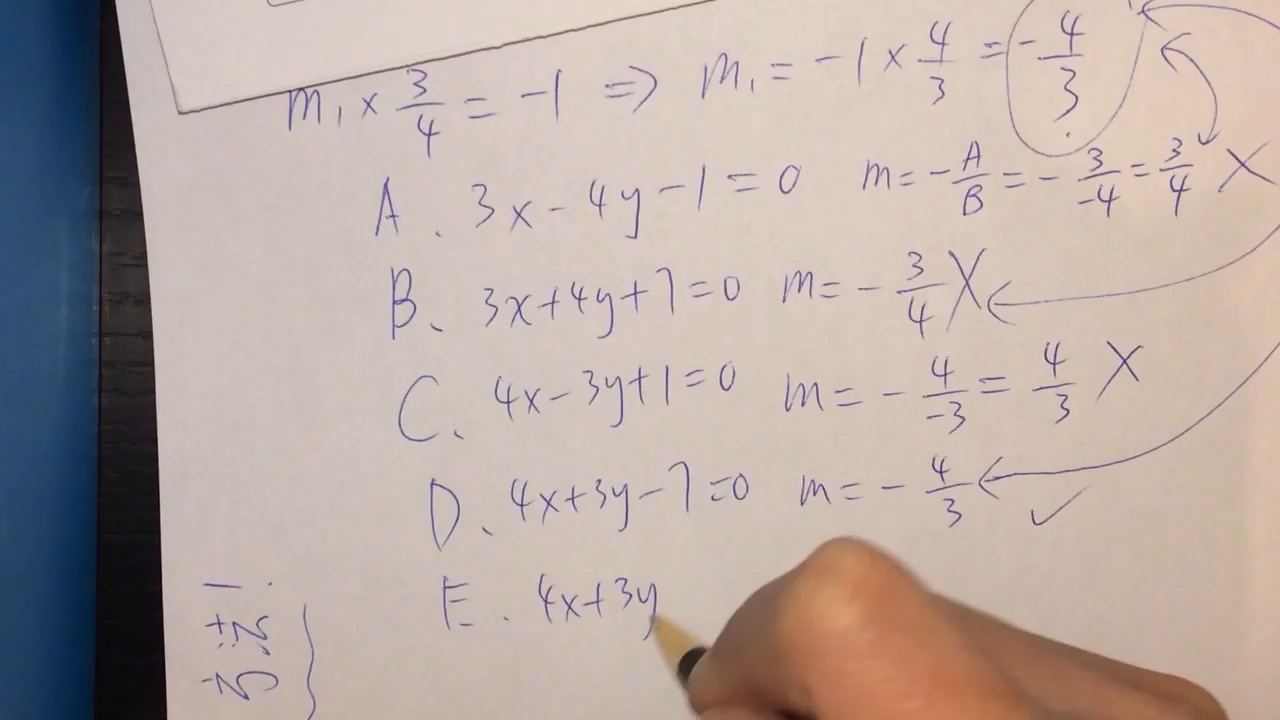 m₁ × 3/4 = -1 ⇒ m₁ = -1 × 4/3 = -4/3
A. 3x - 4y - 1 = 0 m = -A/B = -3/-4 = 3/4 X
B. 3x + 4y + 7 = 0 m = -3/4 X
C. 4x - 3y + 1 = 0 m = -4/-3 = 4/3 X
D. 4x + 3y - 7 = 0 m = -4/3 ✓
E. 4x + 3y